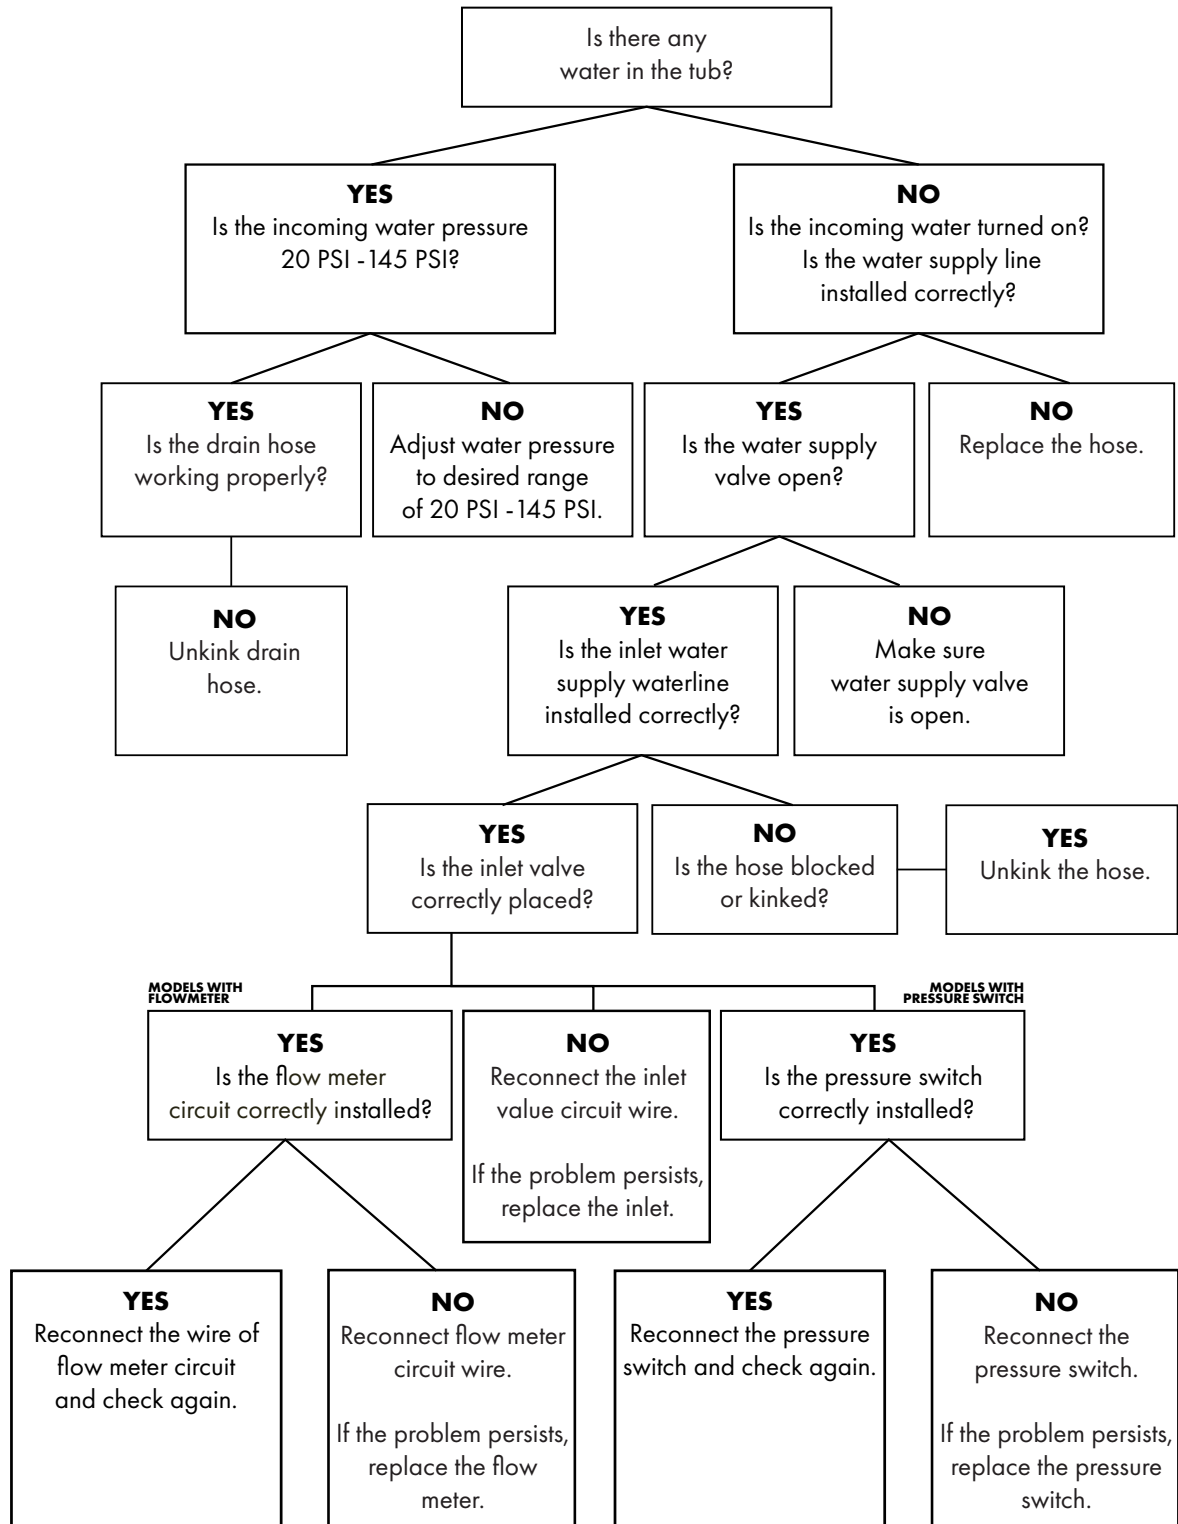 Is there any
water in the tub?
YES
Is the incoming water pressure
20 PSI -145 PSI?
NO
Is the incoming water turned on?
Is the water supply line
installed correctly?
YES
Is the drain hose
working properly?
NO
Adjust water pressure
to desired range
of 20 PSI -145 PSI.
YES
Is the water supply
valve open?
NO
Replace the hose.
NO
Unkink drain
hose.
YES
Is the inlet water
supply waterline
installed correctly?
NO
Make sure
water supply valve
is open.
YES
Is the inlet valve
correctly placed?
NO
Is the hose blocked
or kinked?
YES
Unkink the hose.
MODELS WITH
FLOWMETER
MODELS WITH
PRESSURE SWITCH
YES
Is the flow meter
circuit correctly installed?
NO
Reconnect the inlet
value circuit wire.
If the problem persists,
replace the inlet.
YES
Is the pressure switch
correctly installed?
YES
Reconnect the wire of
flow meter circuit
and check again.
NO
Reconnect flow meter
circuit wire.
If the problem persists,
replace the flow
meter.
YES
Reconnect the pressure
switch and check again.
NO
Reconnect the
pressure switch.
If the problem persists,
replace the pressure
switch.